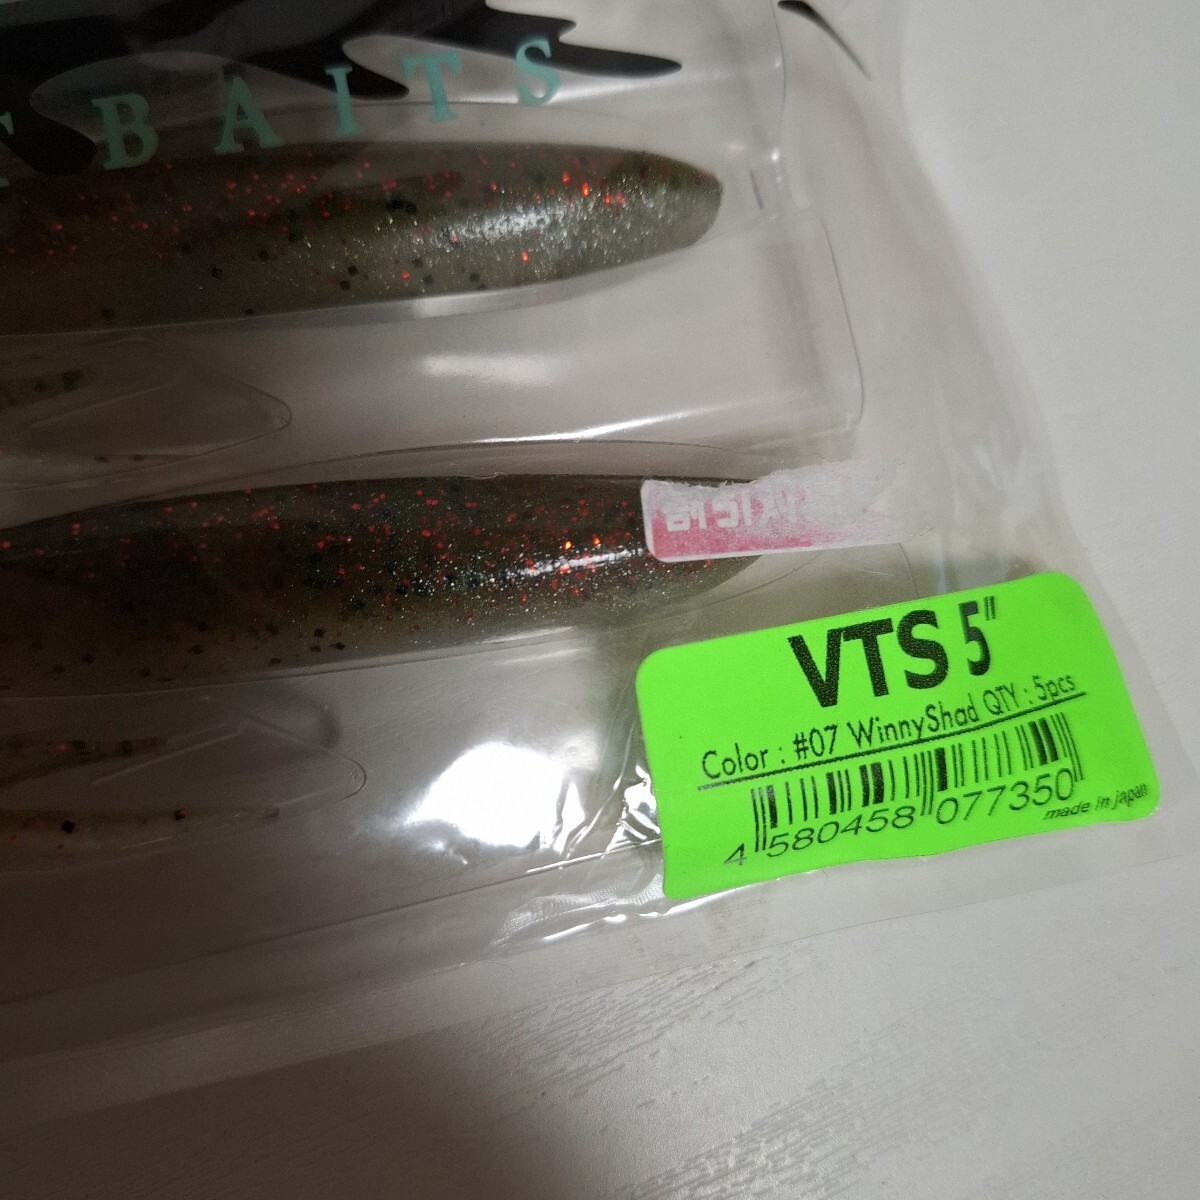 BAITS
VTS 5"
Color : #07 WinnyShad QTY : 5pcs
4 580458 077350
made in japan